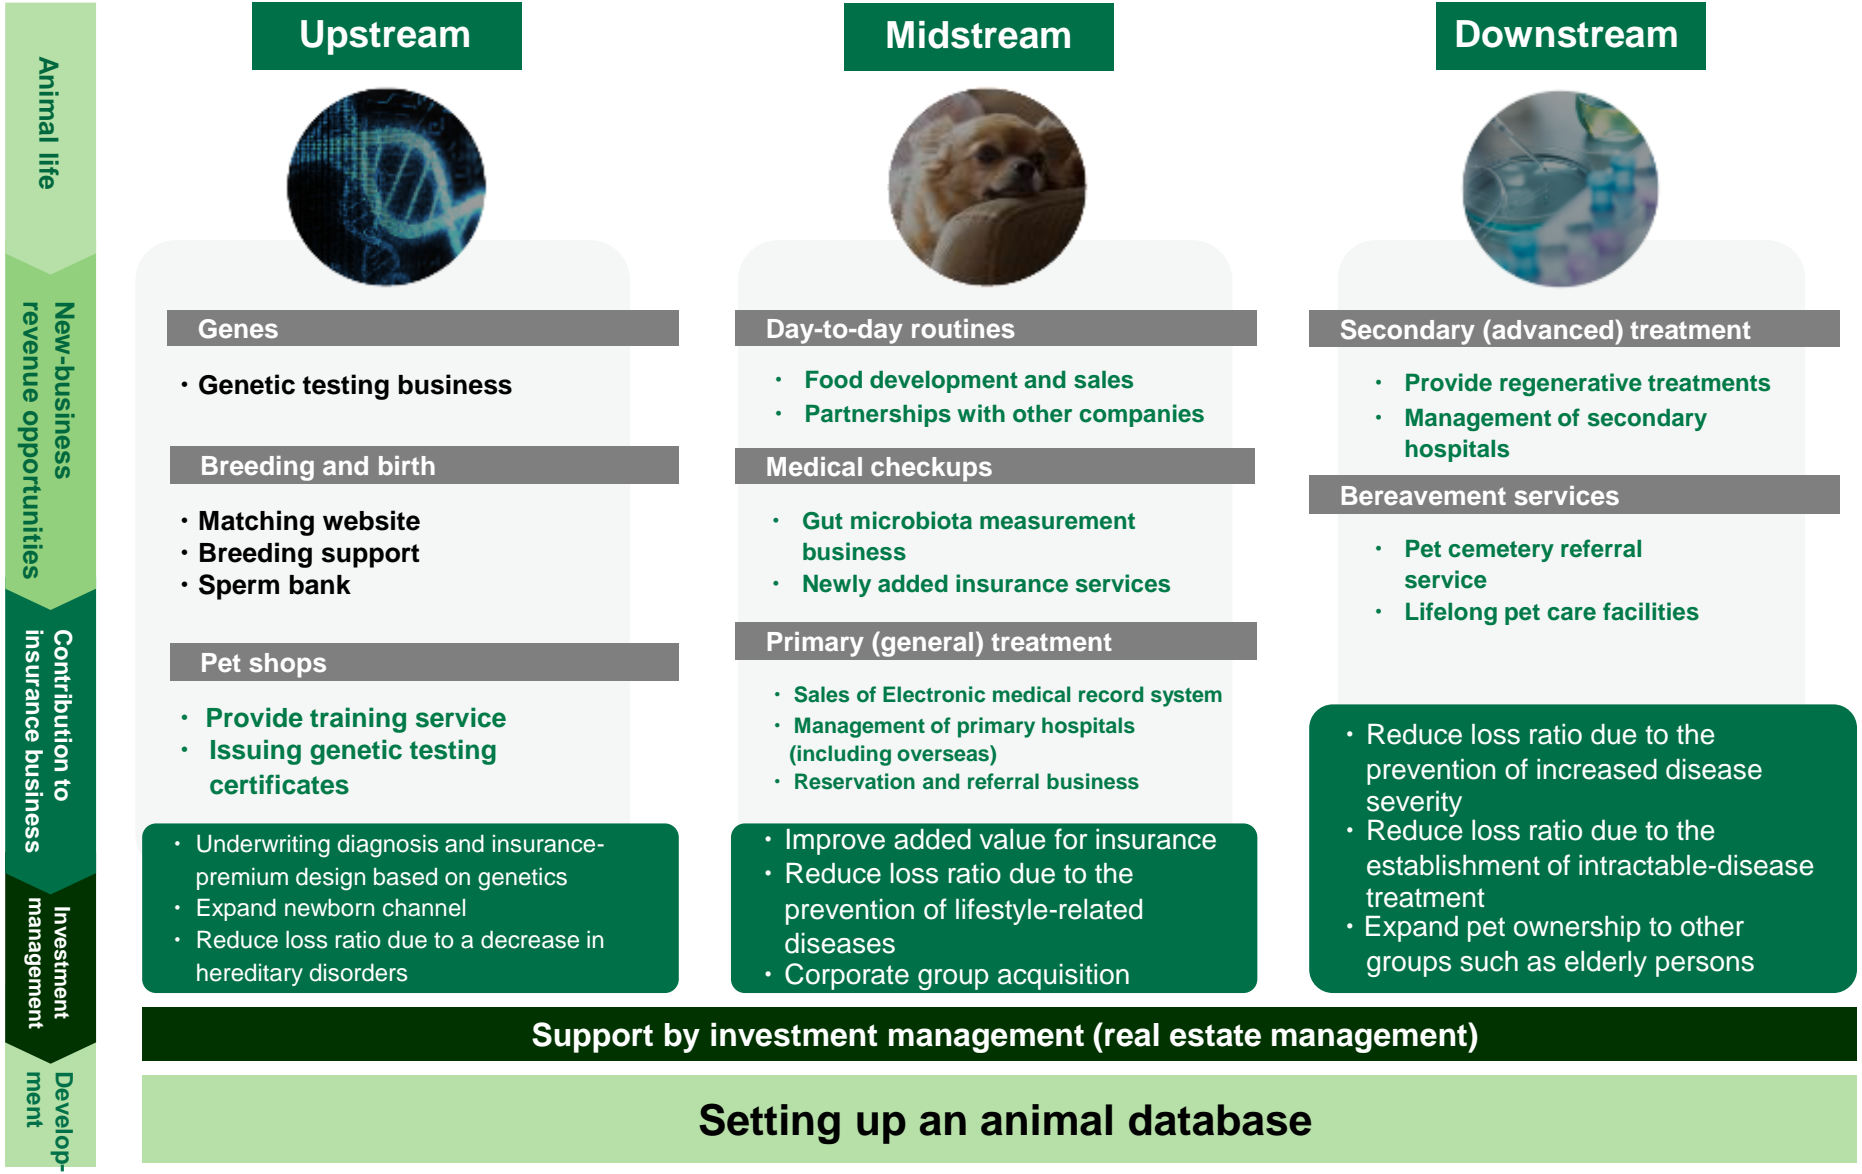 Animal life
New-business
revenue opportunities
Contribution to
insurance business
Investment
management
Develop-
ment
Upstream
Genes
・Genetic testing business
Breeding and birth
・Matching website
・Breeding support
・Sperm bank
Pet shops
・ Provide training service
・ Issuing genetic testing
certificates
・ Underwriting diagnosis and insurance-
premium design based on genetics
・ Expand newborn channel
・ Reduce loss ratio due to a decrease in
hereditary disorders
Midstream
Day-to-day routines
・ Food development and sales
・ Partnerships with other companies
Medical checkups
・ Gut microbiota measurement
business
・ Newly added insurance services
Primary (general) treatment
・ Sales of Electronic medical record system
・ Management of primary hospitals
(including overseas)
・ Reservation and referral business
・ Improve added value for insurance
・ Reduce loss ratio due to the
prevention of lifestyle-related
diseases
・ Corporate group acquisition
Downstream
Secondary (advanced) treatment
・ Provide regenerative treatments
・ Management of secondary
hospitals
Bereavement services
・ Pet cemetery referral
service
・ Lifelong pet care facilities
・ Reduce loss ratio due to the
prevention of increased disease
severity
・ Reduce loss ratio due to the
establishment of intractable-disease
treatment
・ Expand pet ownership to other
groups such as elderly persons
Support by investment management (real estate management)
Setting up an animal database